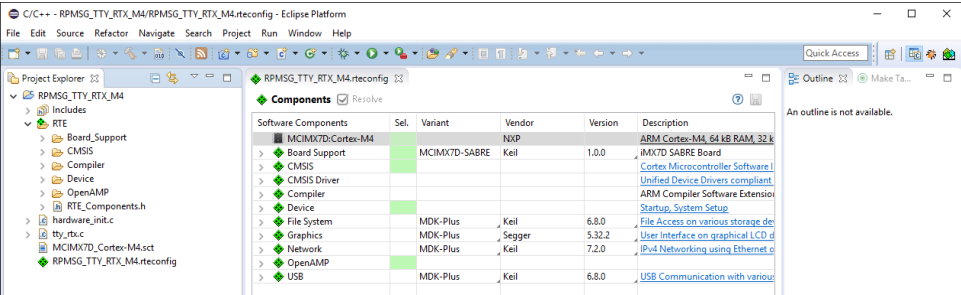 C/C++ - RPMSG_TTY_RTX_M4/RPMSG_TTY_RTX_M4.rteconfig - Eclipse Platform
File Edit Source Refactor Navigate Search Project Run Window Help
Quick Access
Project Explorer
RPMSG_TTY_RTX_M4
Includes
RTE
Board_Support
CMSIS
Compiler
Device
OpenAMP
RTE_Components.h
hardware_init.c
tty_rtx.c
MCIMX7D_Cortex-M4.sct
RPMSG_TTY_RTX_M4.rteconfig
RPMSG_TTY_RTX_M4.rteconfig
Components Resolve
Software Components Sel. Variant Vendor Version Description
MCIMX7D:Cortex-M4 NXP ARM Cortex-M4, 64 kB RAM, 32 k
Board Support MCIMX7D-SABRE Keil 1.0.0 iMX7D SABRE Board
CMSIS Cortex Microcontroller Software I
CMSIS Driver Unified Device Drivers compliant
Compiler ARM Compiler Software Extension
Device Startup, System Setup
File System MDK-Plus Keil 6.8.0 File Access on various storage dev
Graphics MDK-Plus Segger 5.32.2 User Interface on graphical LCD d
Network MDK-Plus Keil 7.2.0 IPv4 Networking using Ethernet o
OpenAMP
USB MDK-Plus Keil 6.8.0 USB Communication with various
Outline Make Ta...
An outline is not available.